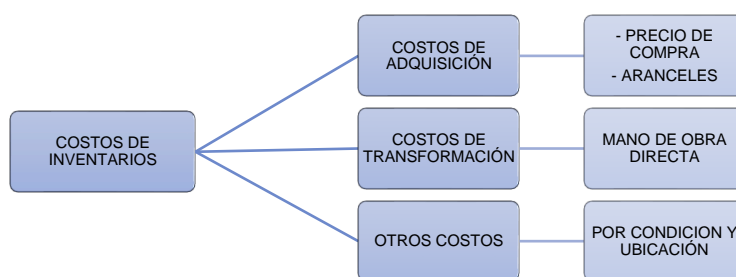 COSTOS DE
INVENTARIOS
COSTOS DE
ADQUISICIÓN
- PRECIO DE
COMPRA
- ARANCELES
COSTOS DE
TRANSFORMACIÓN
MANO DE OBRA
DIRECTA
OTROS COSTOS
POR CONDICION Y
UBICACIÓN